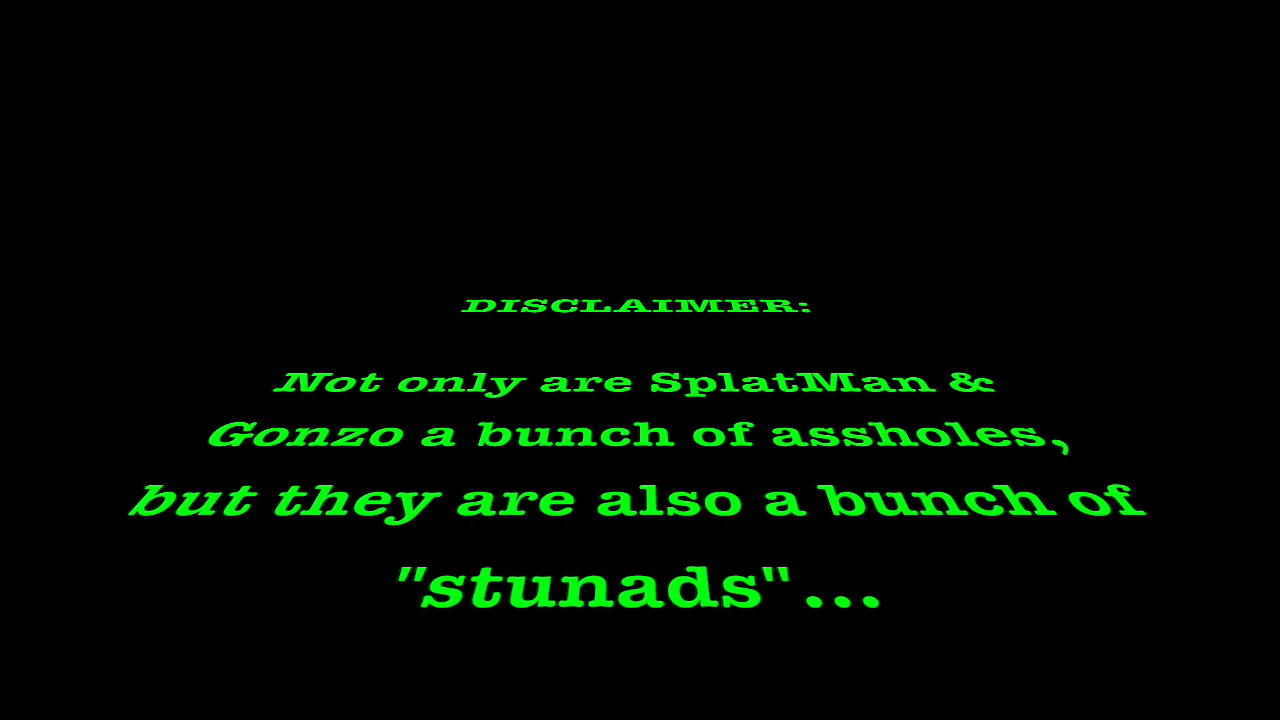 DISCLAIMER:
Not only are SplatMan &
Gonzo a bunch of assholes,
but they are also a bunch of
"stunads"...